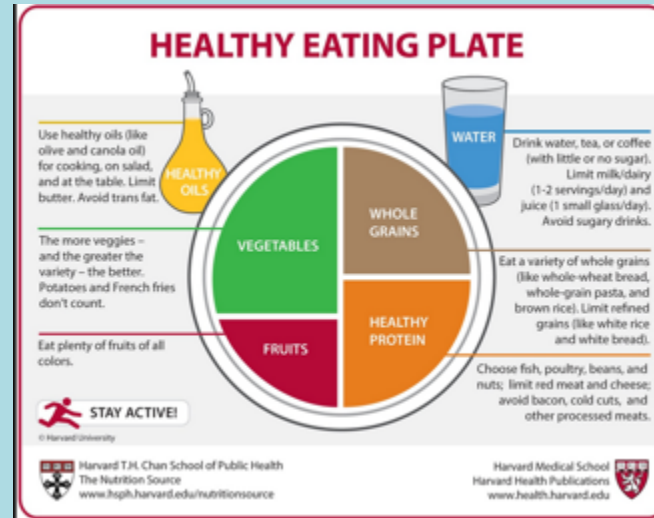 HEALTHY EATING PLATE
Use healthy oils (like
olive and canola oil)
for cooking, on salad,
and at the table. Limit
butter. Avoid trans fat.
HEALTHY
OILS
The more veggies –
and the greater the
variety – the better.
Potatoes and French fries
don't count.
Eat plenty of fruits of all
colors.
VEGETABLES
FRUITS
WHOLE
GRAINS
HEALTHY
PROTEIN
WATER
Drink water, tea, or coffee
(with little or no sugar).
Limit milk/dairy
(1-2 servings/day) and
juice (1 small glass/day).
Avoid sugary drinks.
Eat a variety of whole grains
(like whole-wheat bread,
whole-grain pasta, and
brown rice). Limit refined
grains (like white rice
and white bread).
Choose fish, poultry, beans, and
nuts; limit red meat and cheese;
avoid bacon, cold cuts, and
other processed meats.
STAY ACTIVE!
© Harvard University
Harvard T.H. Chan School of Public Health
The Nutrition Source
www.hsph.harvard.edu/nutritionsource
Harvard Medical School
Harvard Health Publications
www.health.harvard.edu